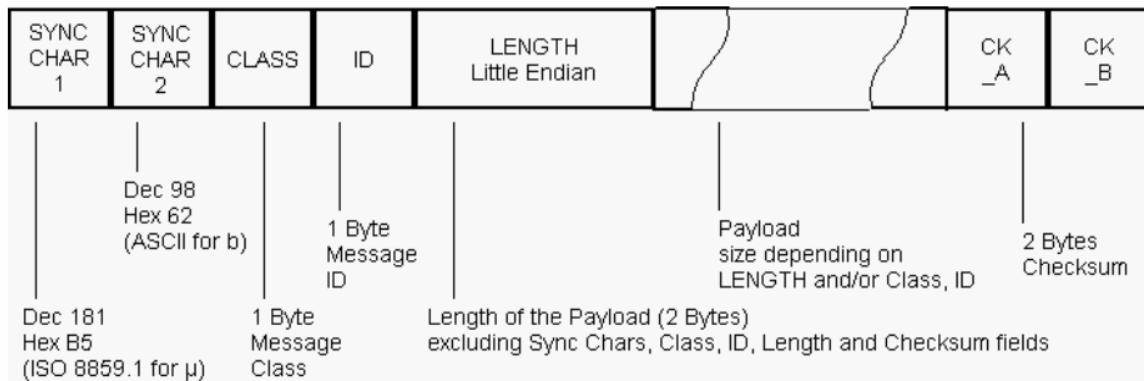 SYNC
CHAR
1
SYNC
CHAR
2
CLASS
ID
LENGTH
Little Endian
CK
_A
CK
_B
Dec 98
Hex 62
(ASCII for b)
1 Byte
Message
ID
Payload
size depending on
LENGTH and/or Class, ID
2 Bytes
Checksum
Dec 181
Hex B5
(ISO 8859.1 for µ)
1 Byte
Message
Class
Length of the Payload (2 Bytes)
excluding Sync Chars, Class, ID, Length and Checksum fields